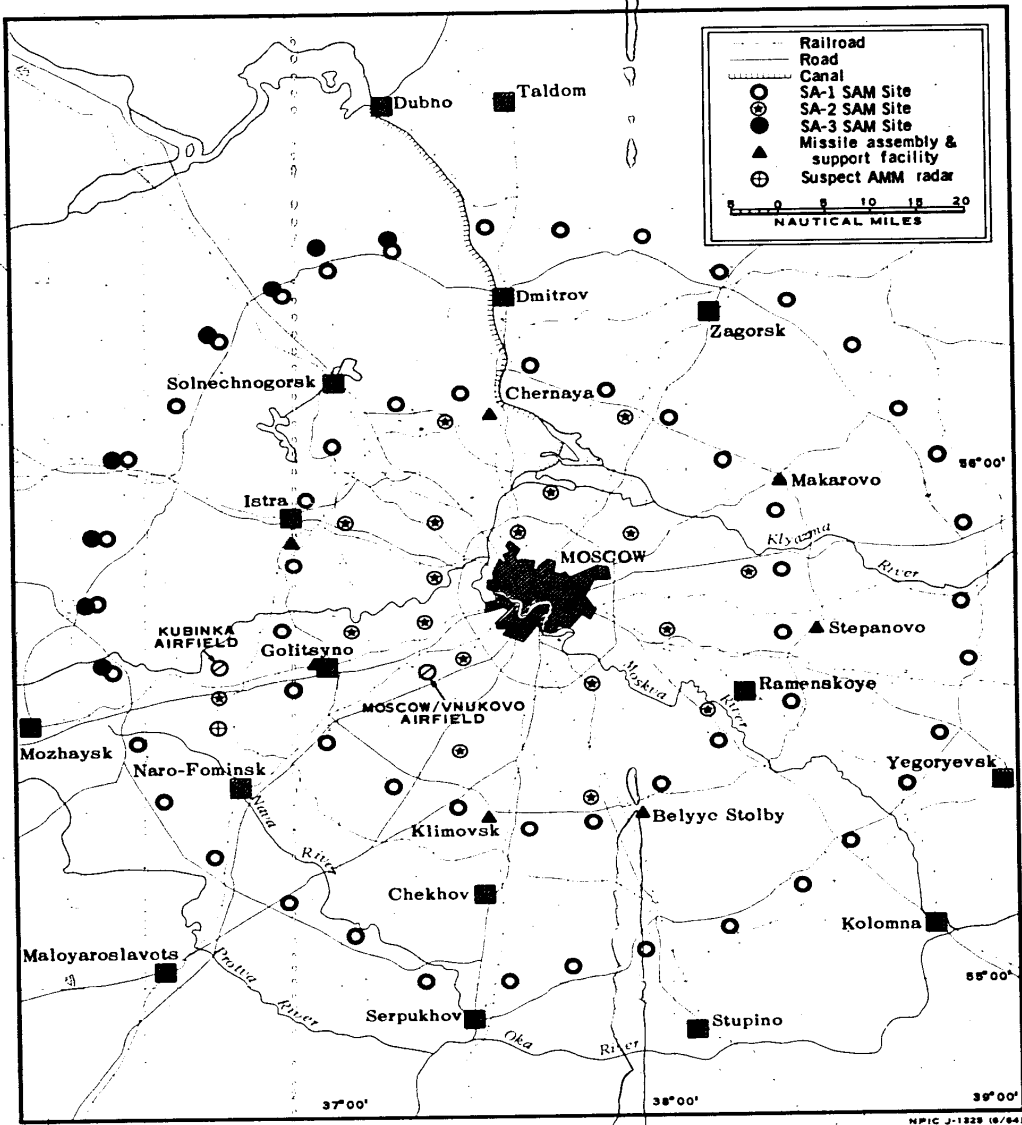 Railroad
Road
Canal
SA-1 SAM Site
SA-2 SAM Site
SA-3 SAM Site
Missile assembly &
support facility
Suspect AMM radar
5 0 5 10 15 20
NAUTICAL MILES
Dubno
Taldom
Dmitrov
Zagorsk
Solnechnogorsk
Chernaya
56°00'
Makarovo
Istra
Klyazma
River
MOSCOW
KUBINKA
AIRFIELD
Golitsyno
Stepanovo
Moskva
River
Ramenskoye
MOSCOW/VNUKOVO
AIRFIELD
Mozhaysk
Naro-Fominsk
Yegoryevsk
Nava
River
Klimovsk
Belyye Stolby
Chekhov
Kolomna
Maloyaroslavots
Protva
River
55°00'
Serpukhov
Oka
River
Stupino
37°00'
38°00'
39°00'
NPIC J-1325 (6/64)